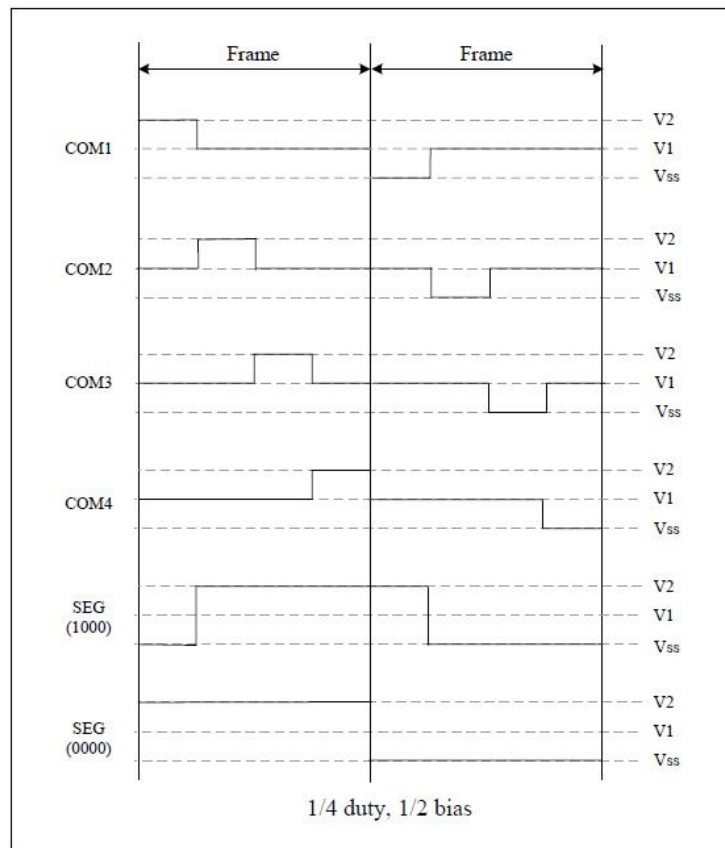 Frame Frame
V2
COM1 V1
Vss
V2
COM2 V1
Vss
V2
COM3 V1
Vss
V2
COM4 V1
Vss
V2
SEG
(1000)
V1
Vss
V2
SEG
(0000)
V1
Vss
1/4 duty, 1/2 bias